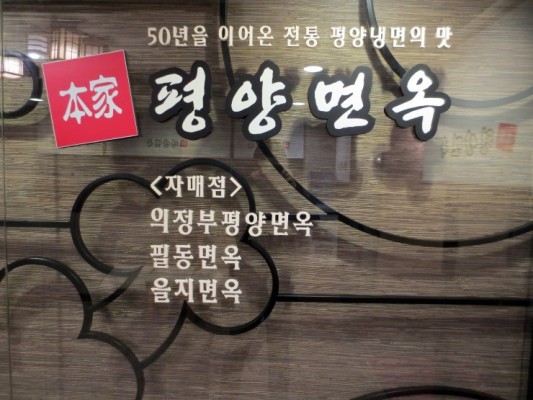 50년을 이어온 전통 평양냉면의 맛
本家 평양면옥
<자매점>
의정부평양면옥
필동면옥
을지면옥